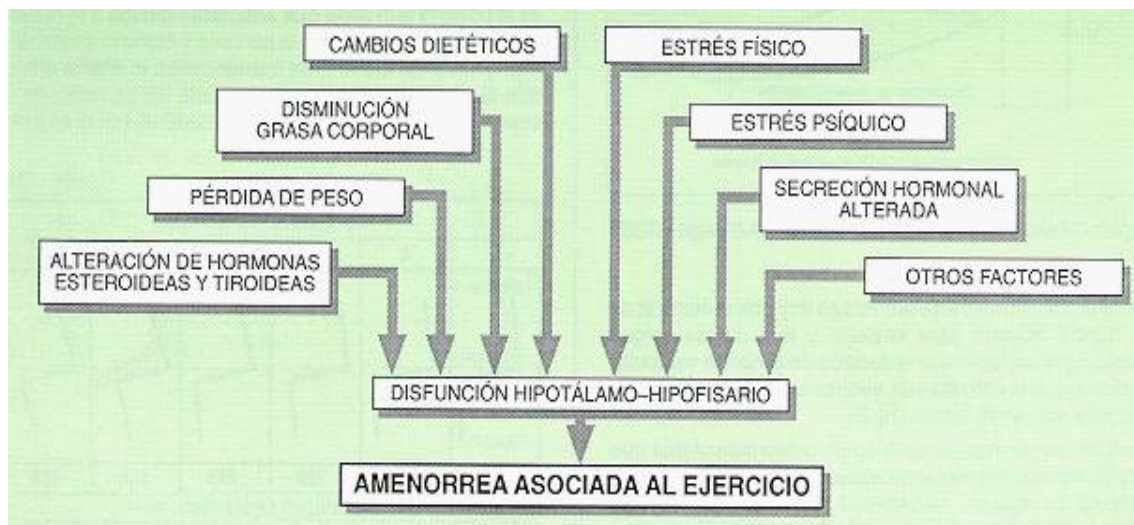 CAMBIOS DIETÉTICOS
ESTRÉS FÍSICO
DISMINUCIÓN
GRASA CORPORAL
ESTRÉS PSÍQUICO
PÉRDIDA DE PESO
SECRECIÓN HORMONAL
ALTERADA
ALTERACIÓN DE HORMONAS
ESTEROIDEAS Y TIROIDEAS
OTROS FACTORES
DISFUNCIÓN HIPOTÁLAMO–HIPOFISARIO
AMENORREA ASOCIADA AL EJERCICIO